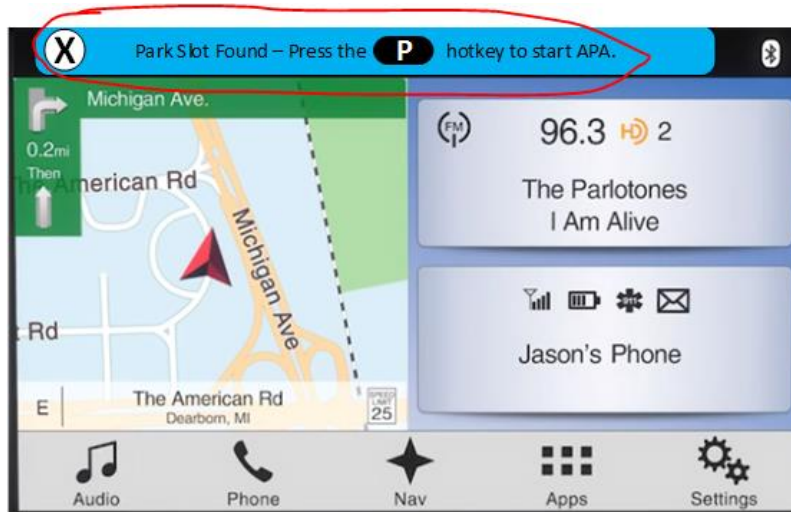 X Park Slot Found – Press the P hotkey to start APA.
Michigan Ave.
0.2mi
Then
The American Rd
Michigan Ave
Rd
E
The American Rd
Dearborn, MI
SPEED
LIMIT
25
FM
96.3 HD 2
The Parlotones
I Am Alive
Jason's Phone
Audio
Phone
Nav
Apps
Settings